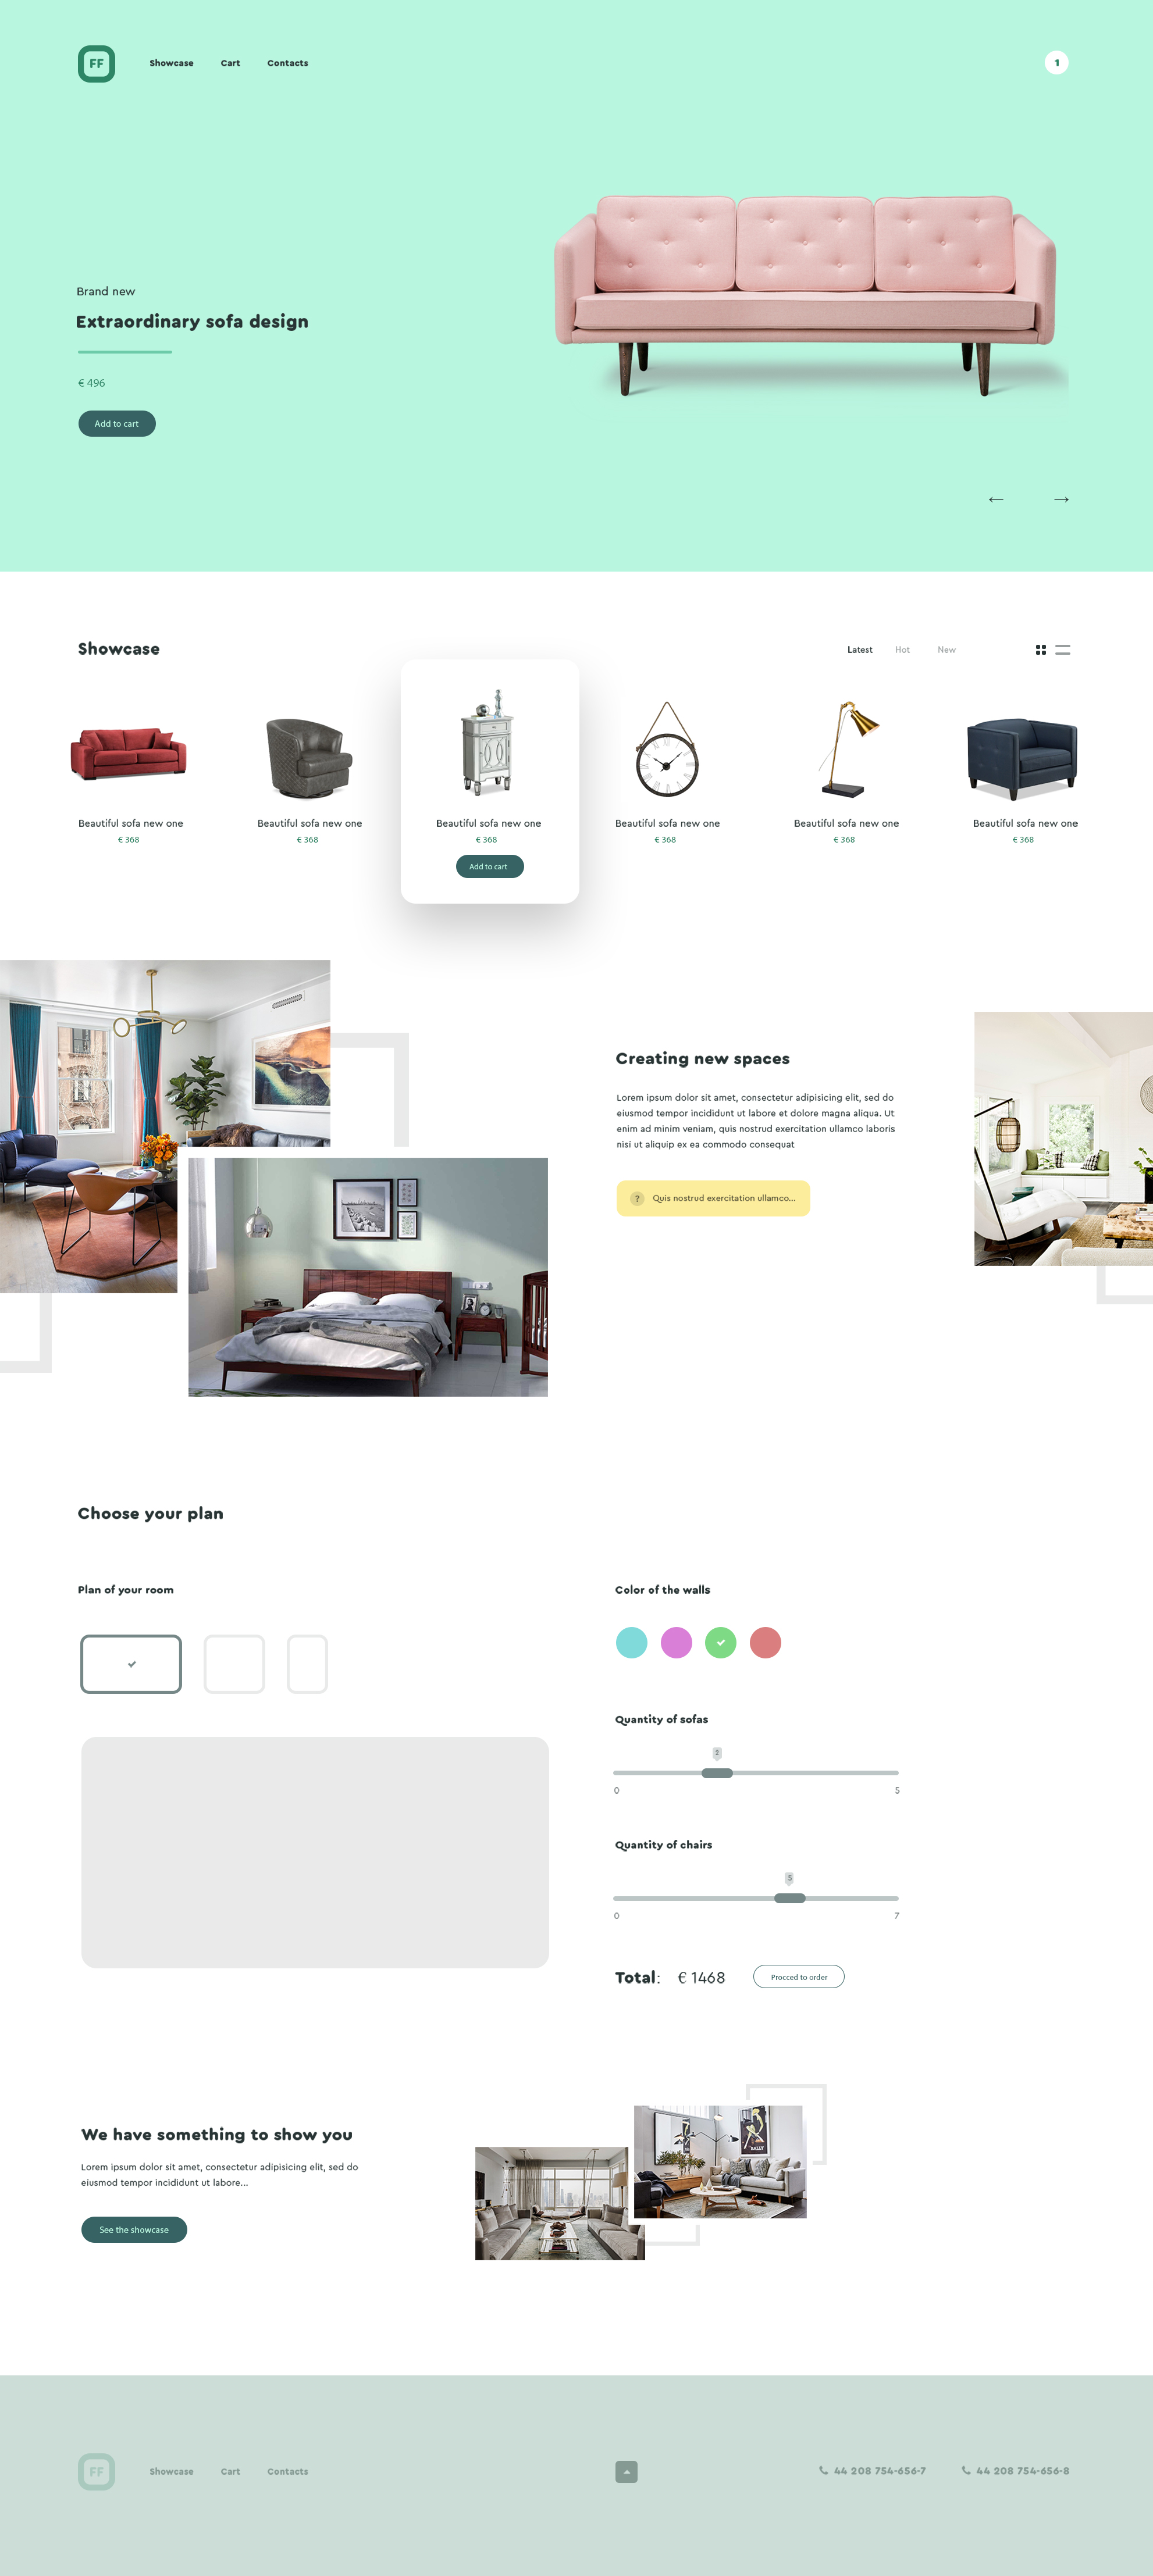 FF
Showcase
Cart
Contacts
1
Brand new
Extraordinary sofa design
€ 496
Add to cart
Showcase
Latest
Hot
New
Beautiful sofa new one
€ 368
Beautiful sofa new one
€ 368
Beautiful sofa new one
€ 368
Add to cart
Beautiful sofa new one
€ 368
Beautiful sofa new one
€ 368
Beautiful sofa new one
€ 368
Creating new spaces
Lorem ipsum dolor sit amet, consectetur adipisicing elit, sed do
eiusmod tempor incididunt ut labore et dolore magna aliqua. Ut
enim ad minim veniam, quis nostrud exercitation ullamco laboris
nisi ut aliquip ex ea commodo consequat
? Quis nostrud exercitation ullamco...
Choose your plan
Plan of your room
Color of the walls
Quantity of sofas
2
0
5
Quantity of chairs
5
0
7
Total: € 1468
Procced to order
We have something to show you
Lorem ipsum dolor sit amet, consectetur adipisicing elit, sed do
eiusmod tempor incididunt ut labore...
See the showcase
BALLY
FF
Showcase
Cart
Contacts
44 208 754-656-7
44 208 754-656-8